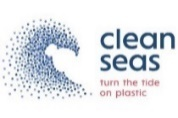 clean
seas
turn the tide
on plastic